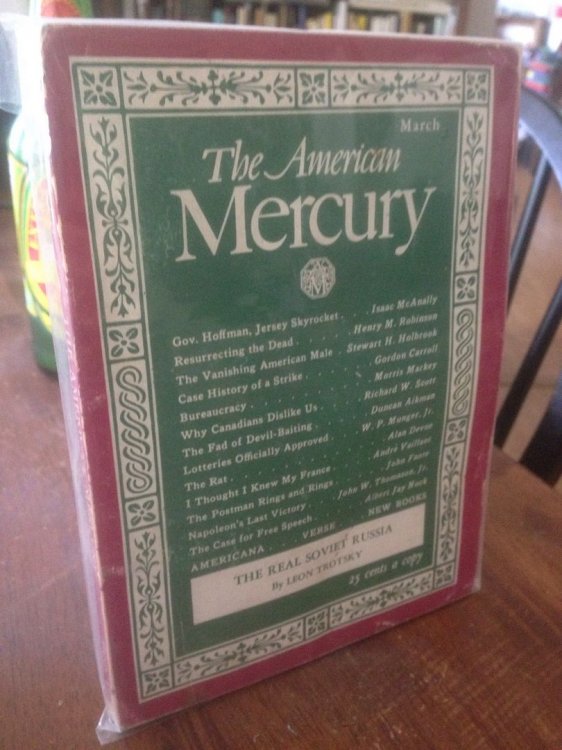 March
The American
Mercury
M
Gov. Hoffman, Jersey Skyrocket . . . Isaac McAnally
Resurrecting the Dead . . . . . Henry M. Robinson
The Vanishing American Male . Stewart H. Holbrook
Case History of a Strike . . . . . Gordon Carroll
Bureaucracy . . . . . . . . Morris Mackey
Why Canadians Dislike Us . . . . Richard W. Scott
The Fad of Devil-Baiting . . . . . Duncan Aikman
Lotteries Officially Approved . . . W. P. Munger, Jr.
The Rat . . . . . . . . Alan Devoe
I Thought I Knew My France . . . André Vaillant
The Postman Rings and Rings . . . . John
Napoleon's Last Victory . . John W. Thomason, Jr.
The Case for Free Speech . . . . Albert Jay Nock
AMERICANA . . . VERSE . . . NEW BOOKS
THE REAL SOVIET RUSSIA
By LEON TROTSKY
25 cents a copy